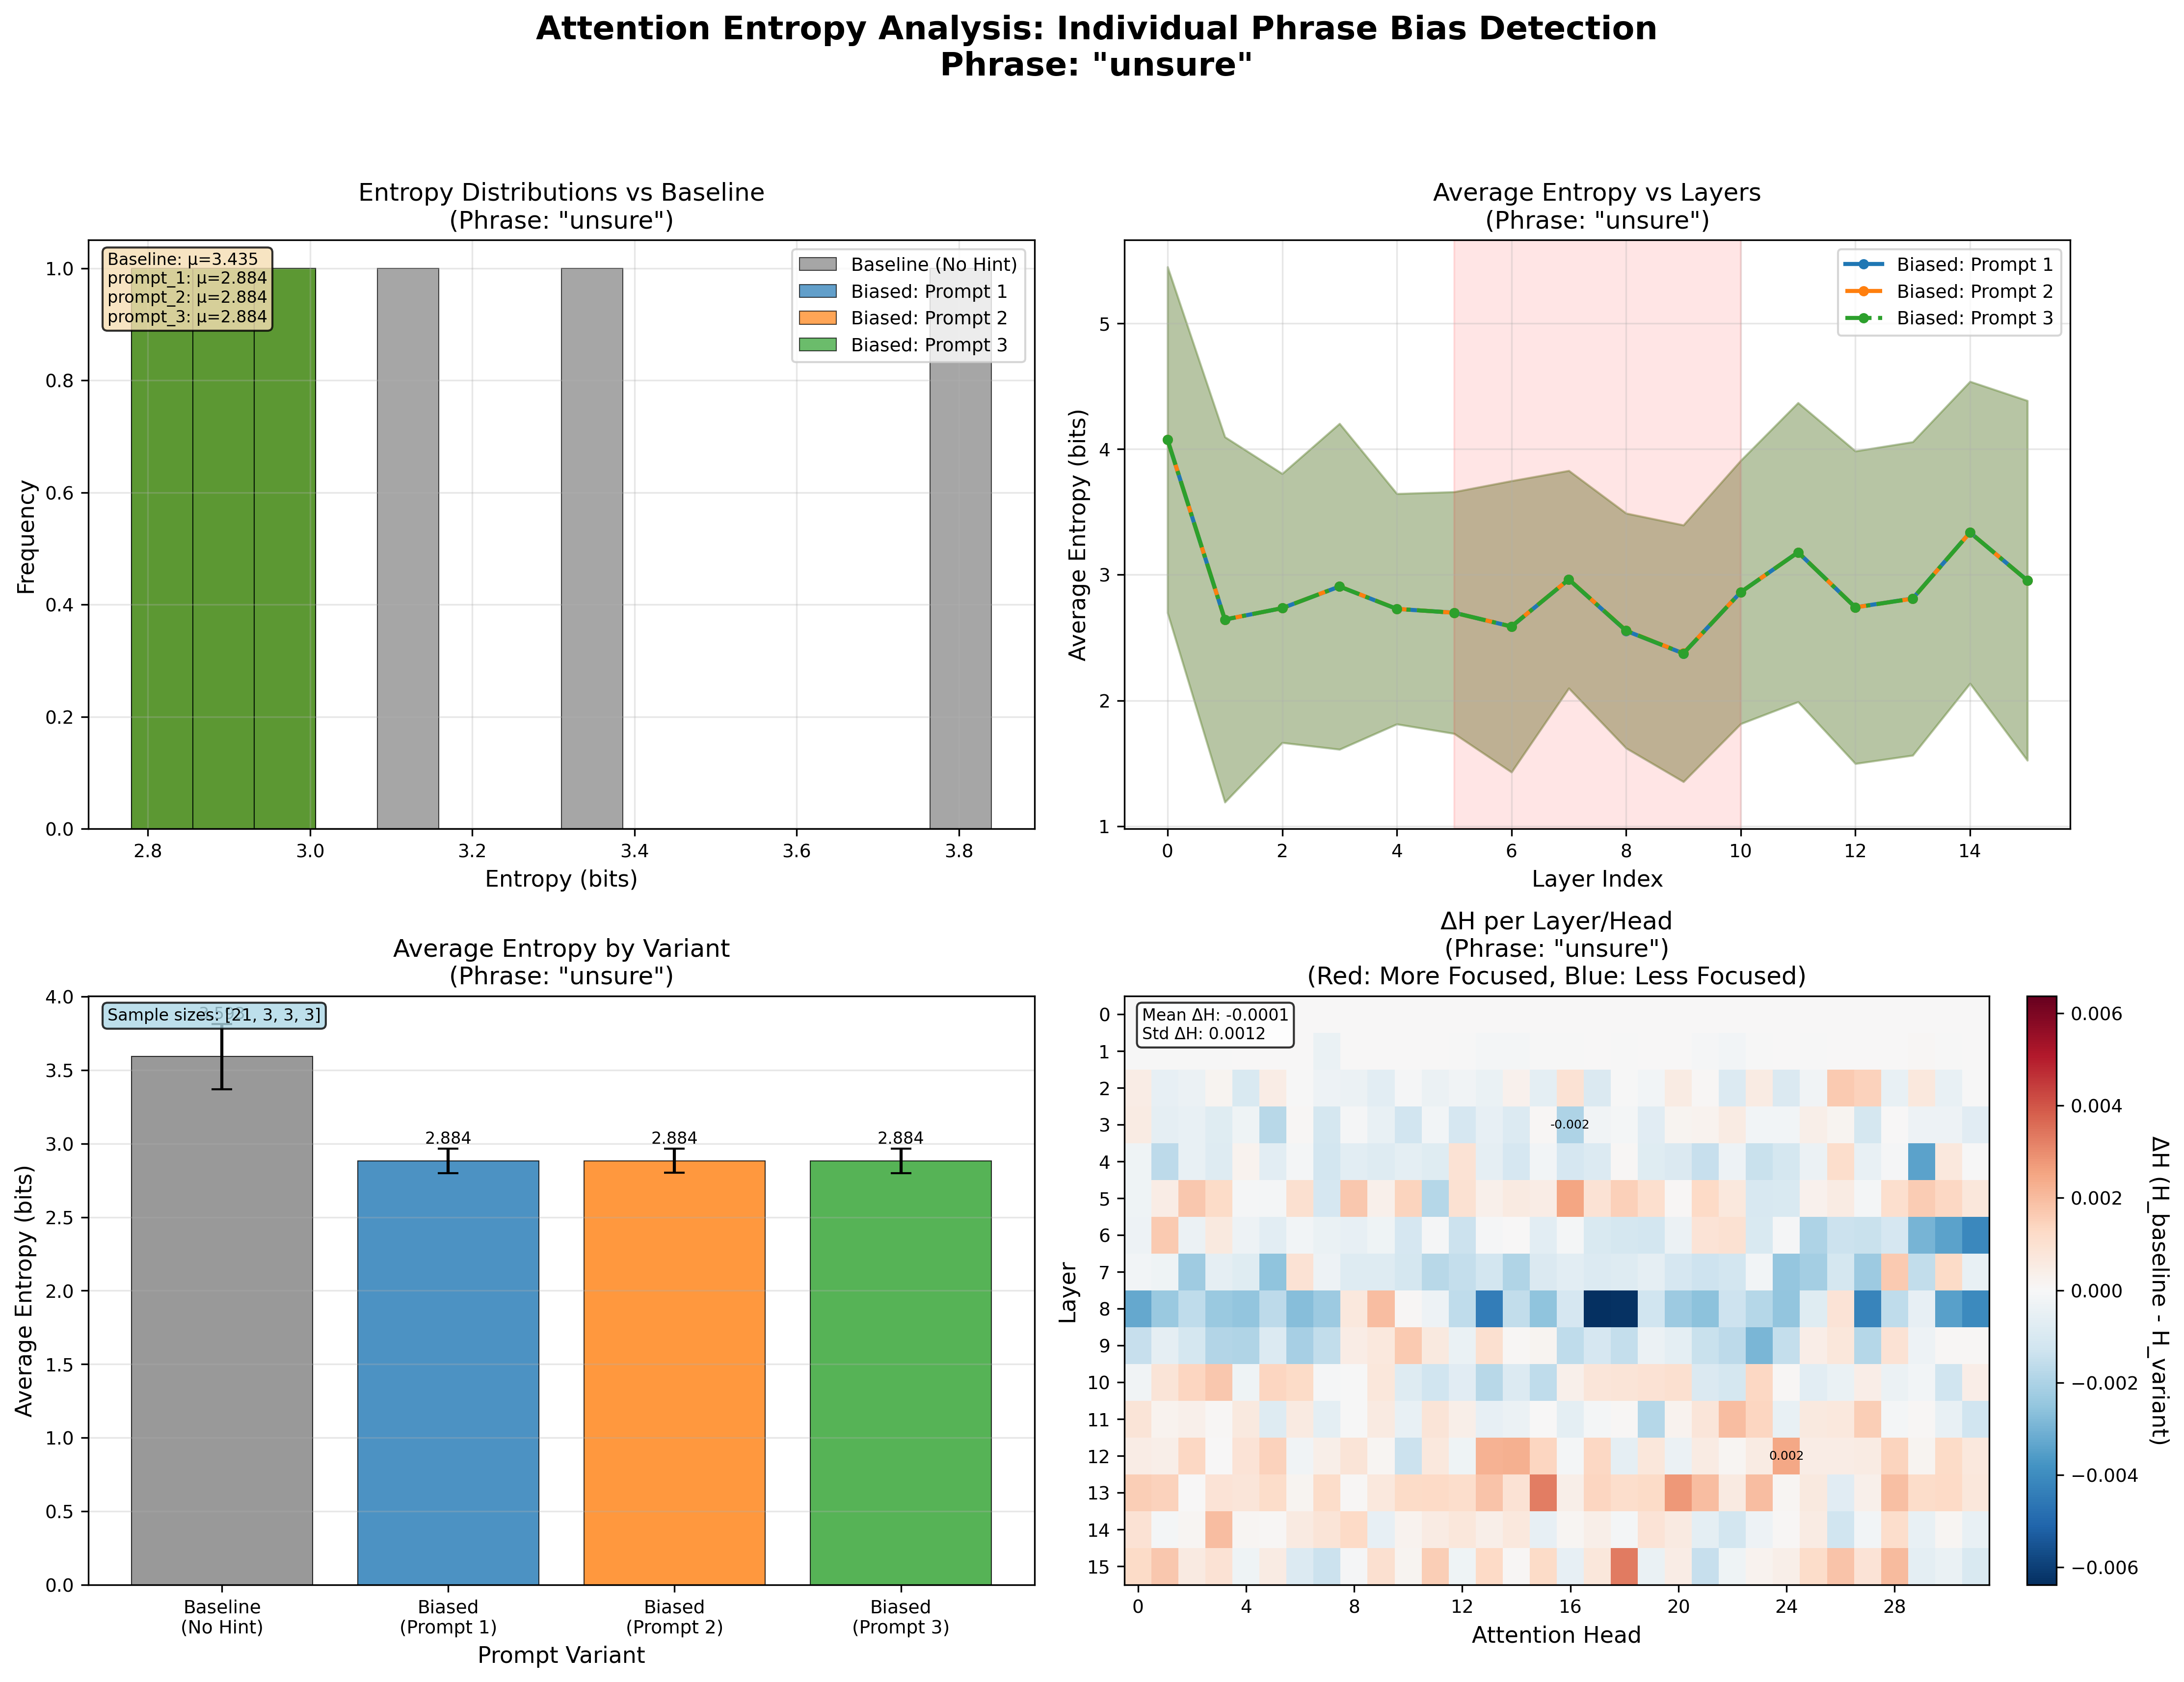 Attention Entropy Analysis: Individual Phrase Bias Detection
Phrase: "unsure"
Entropy Distributions vs Baseline
(Phrase: "unsure")
Baseline: μ=3.435
prompt_1: μ=2.884
prompt_2: μ=2.884
prompt_3: μ=2.884
Baseline (No Hint)
Biased: Prompt 1
Biased: Prompt 2
Biased: Prompt 3
Frequency
1.0
0.8
0.6
0.4
0.2
0.0
2.8
3.0
3.2
3.4
3.6
3.8
Entropy (bits)
Average Entropy vs Layers
(Phrase: "unsure")
Biased: Prompt 1
Biased: Prompt 2
Biased: Prompt 3
Average Entropy (bits)
5
4
3
2
1
0
2
4
6
8
10
12
14
Layer Index
Average Entropy by Variant
(Phrase: "unsure")
Sample sizes: [21, 3, 3, 3]
2.884
2.884
2.884
Average Entropy (bits)
4.0
3.5
3.0
2.5
2.0
1.5
1.0
0.5
0.0
Baseline
(No Hint)
Biased
(Prompt 1)
Biased
(Prompt 2)
Biased
(Prompt 3)
Prompt Variant
ΔH per Layer/Head
(Phrase: "unsure")
(Red: More Focused, Blue: Less Focused)
Mean ΔH: -0.0001
Std ΔH: 0.0012
-0.002
0.002
Layer
0
1
2
3
4
5
6
7
8
9
10
11
12
13
14
15
0
4
8
12
16
20
24
28
Attention Head
0.006
0.004
0.002
0.000
−0.002
−0.004
−0.006
ΔH (H_baseline - H_variant)